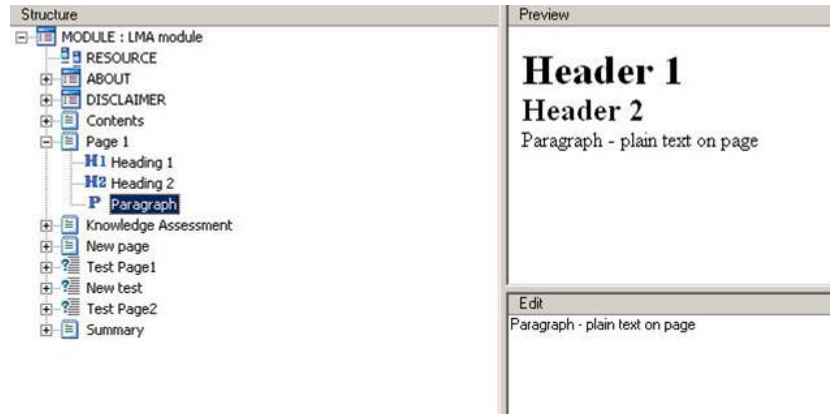 Structure
MODULE : LMA module
RESOURCE
ABOUT
DISCLAIMER
Contents
Page 1
H1 Heading 1
H2 Heading 2
P Paragraph
Knowledge Assessment
New page
Test Page1
New test
Test Page2
Summary
Preview
Header 1
Header 2
Paragraph - plain text on page
Edit
Paragraph - plain text on page